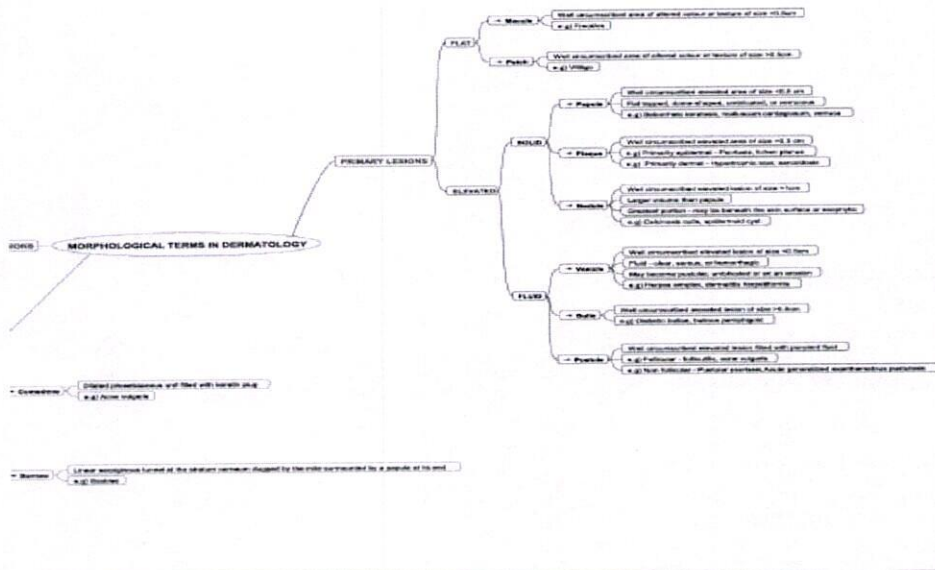 MORPHOLOGICAL TERMS IN DERMATOLOGY
PRIMARY LESIONS
FLAT
Macule
Well circumscribed area of altered colour or texture of size <0.5cm
e.g) Freckles
Patch
Well circumscribed area of altered colour or texture of size >0.5cm
e.g) Vitiligo
ELEVATED
SOLID
Papule
Well circumscribed elevated area of size <0.5 cm
Flat topped, dome shaped, umbilicated, or verrucous
e.g) Seborrheic keratosis, molluscum contagiosum, verruca
Plaque
Well circumscribed elevated area of size
e.g) Primarily epidermal - Psoriasis, lichen planus
e.g) Primarily dermal - Hypertrophic scar, sarcoidosis
Nodule
Well circumscribed elevated lesion of size
Larger volume than papule
Greatest portion - may lie beneath the skin surface or exophytic
e.g) Calcinosis cutis, epidermoid cyst
FLUID
Vesicle
Well circumscribed elevated lesion of size <0.5cm
Fluid - clear, serous, or hemorrhagic
May become pustular, umbilicated or an erosion
e.g) Herpes simplex, dermatitis herpetiformis
Bulla
Well circumscribed elevated lesion of size >0.5cm
e.g) Diabetic bullae, bullous pemphigoid
Pustule
Well circumscribed elevated lesion filled with purulent fluid
e.g) Follicular - folliculitis, acne vulgaris
e.g) Non follicular - Pustular psoriasis, Acute generalized exanthematous pustulosis
IONS
Comedone
Dilated pilosebaceous unit filled with keratin plug
e.g) Acne vulgaris
Burrow
Linear serpiginous tunnel at the stratum corneum dugged by the mite surrounded by a papule at its end
e.g) Scabies